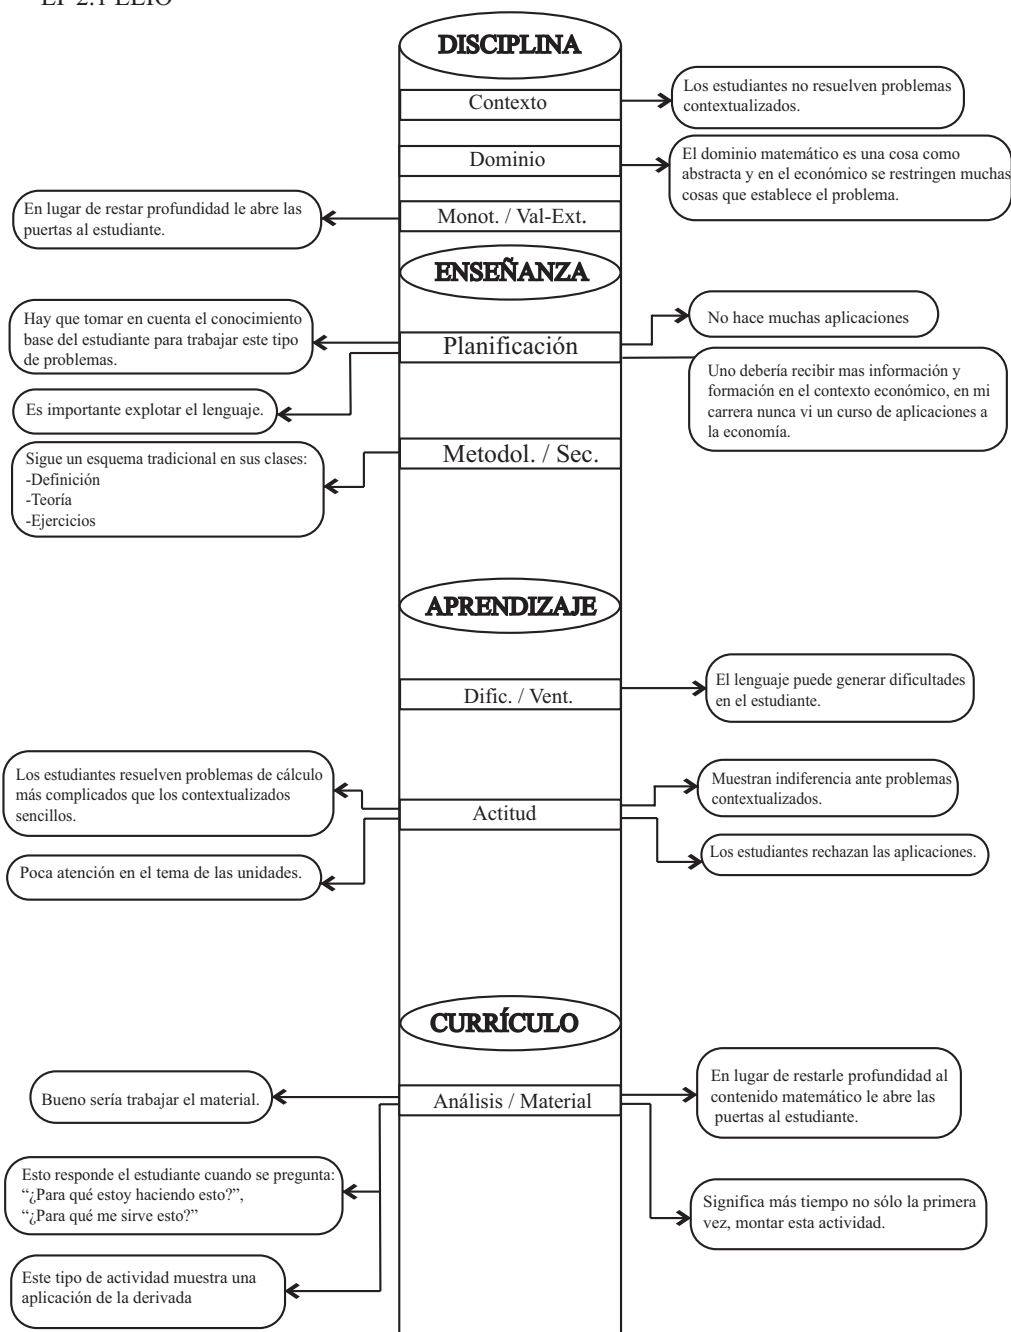 EP 2.1 ELIO
DISCIPLINA
Contexto
Los estudiantes no resuelven problemas
contextualizados.
Dominio
El dominio matemático es una cosa como
abstracta y en el económico se restringen muchas
cosas que establece el problema.
En lugar de restar profundidad le abre las
puertas al estudiante.
Monot. / Val-Ext.
ENSEÑANZA
Hay que tomar en cuenta el conocimiento
base del estudiante para trabajar este tipo
de problemas.
Planificación
No hace muchas aplicaciones
Es importante explotar el lenguaje.
Uno debería recibir mas información y
formación en el contexto económico, en mi
carrera nunca vi un curso de aplicaciones a
la economía.
Sigue un esquema tradicional en sus clases:
-Definición
-Teoría
-Ejercicios
Metodol. / Sec.
APRENDIZAJE
Dific. / Vent.
El lenguaje puede generar dificultades
en el estudiante.
Los estudiantes resuelven problemas de cálculo
más complicados que los contextualizados
sencillos.
Actitud
Muestran indiferencia ante problemas
contextualizados.
Poca atención en el tema de las unidades.
Los estudiantes rechazan las aplicaciones.
CURRÍCULO
Bueno sería trabajar el material.
Análisis / Material
En lugar de restarle profundidad al
contenido matemático le abre las
puertas al estudiante.
Esto responde el estudiante cuando se pregunta:
“¿Para qué estoy haciendo esto?”,
“¿Para qué me sirve esto?”
Significa más tiempo no sólo la primera
vez, montar esta actividad.
Este tipo de actividad muestra una
aplicación de la derivada